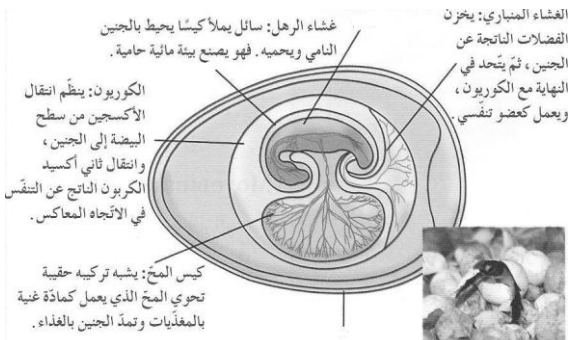 الغشاء المنباري: يخزن
الفضلات الناتجة عن
الجنين ، ثمّ يتّحد في
النهاية مع الكوريون ،
ويعمل كعضو تنفّسي.
غشاء الرهل: سائل يملأ كيسًا يحيط بالجنين
النامي ويحميه . فهو يصنع بيئة مائية حامية.
الكوريون: ينظّم انتقال
الأكسجين من سطح
البيضة إلى الجنين ،
وانتقال ثاني أكسيد
الكربون الناتج عن التنفّس
في الاتّجاه المعاكس.
كيس المحّ: يشبه تركيبه حقيبة
تحوي المحّ الذي يعمل كمادّة غنية
بالمغذّيات وتمدّ الجنين بالغذاء.